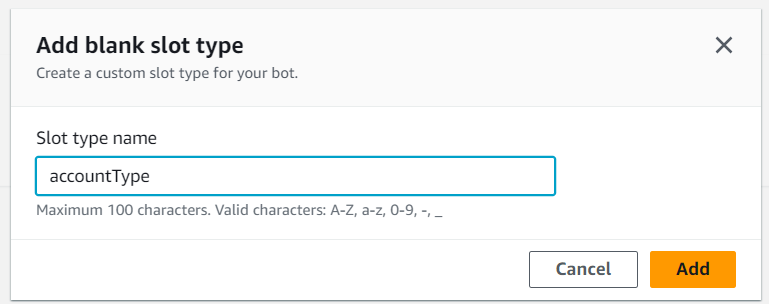 Add blank slot type
Create a custom slot type for your bot.
Slot type name
accountType
Maximum 100 characters. Valid characters: A-Z, a-z, 0-9, -, _
Cancel Add